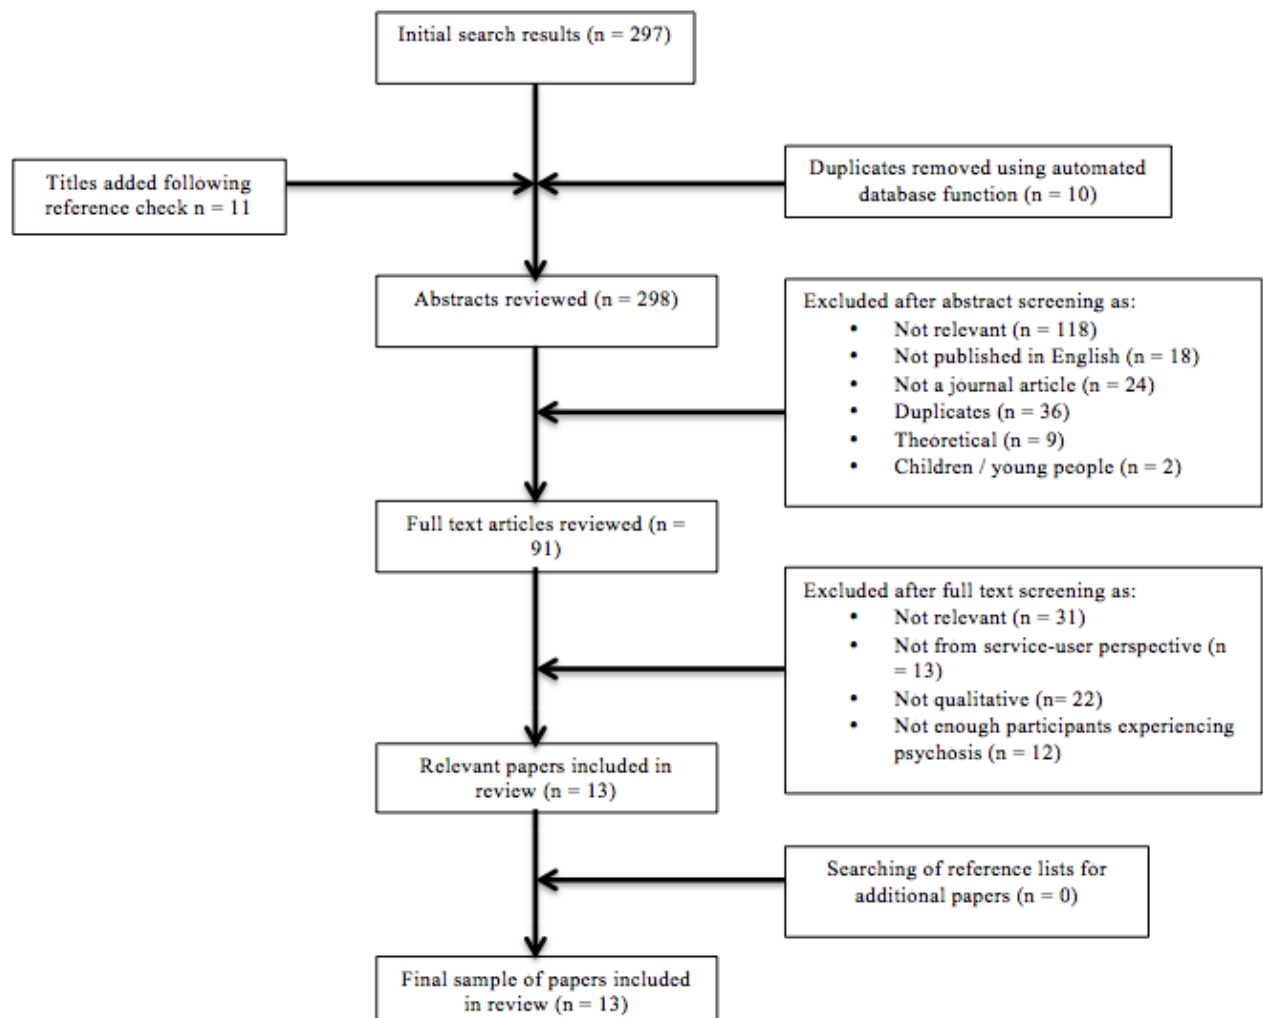 Initial search results (n = 297)
Titles added following
reference check n = 11
Duplicates removed using automated
database function (n = 10)
Abstracts reviewed (n = 298)
Excluded after abstract screening as:
• Not relevant (n = 118)
• Not published in English (n = 18)
• Not a journal article (n = 24)
• Duplicates (n = 36)
• Theoretical (n = 9)
• Children / young people (n = 2)
Full text articles reviewed (n =
91)
Excluded after full text screening as:
• Not relevant (n = 31)
• Not from service-user perspective (n
= 13)
• Not qualitative (n= 22)
• Not enough participants experiencing
psychosis (n = 12)
Relevant papers included in
review (n = 13)
Searching of reference lists for
additional papers (n = 0)
Final sample of papers included
in review (n = 13)